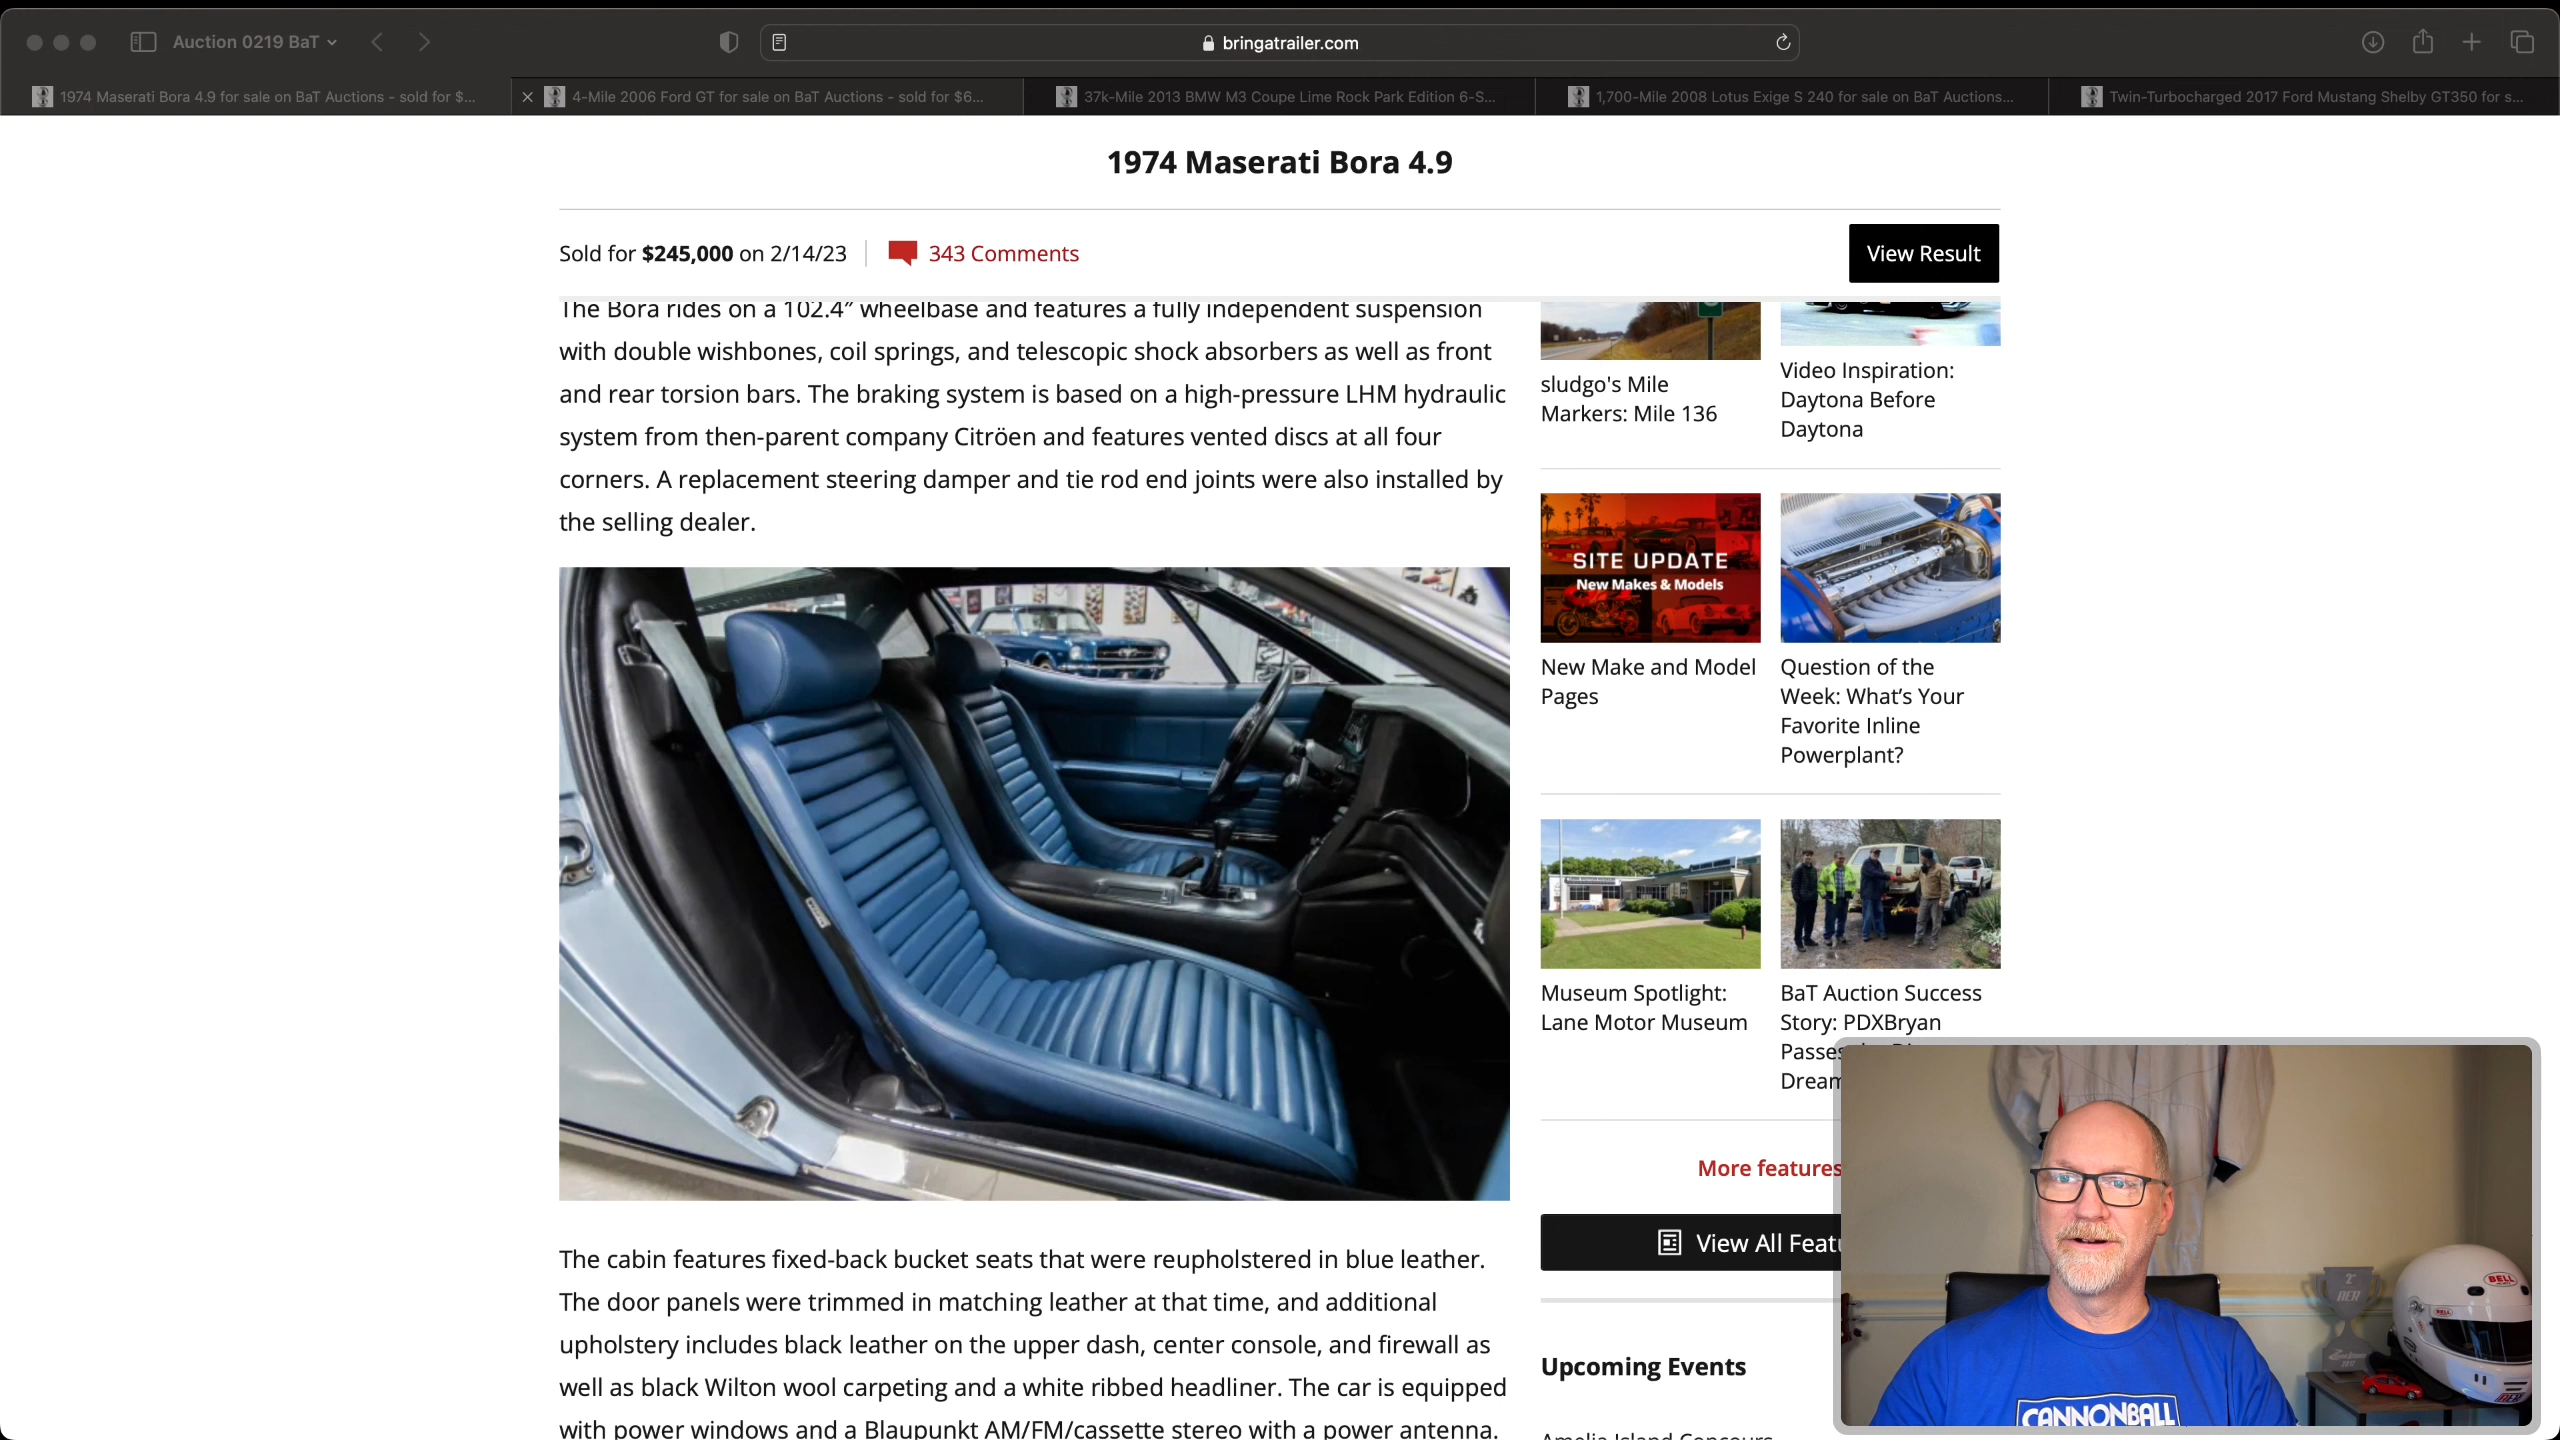 Auction 0219 BaT
bringatrailer.com
1974 Maserati Bora 4.9 for sale on BaT Auctions - sold for $...
4-Mile 2006 Ford GT for sale on BaT Auctions - sold for $6...
37k-Mile 2013 BMW M3 Coupe Lime Rock Park Edition 6-S...
1,700-Mile 2008 Lotus Exige S 240 for sale on BaT Auctions...
Twin-Turbocharged 2017 Ford Mustang Shelby GT350 for s...
1974 Maserati Bora 4.9
Sold for $245,000 on 2/14/23
343 Comments
View Result
The Bora rides on a 102.4″ wheelbase and features a fully independent suspension
with double wishbones, coil springs, and telescopic shock absorbers as well as front
and rear torsion bars. The braking system is based on a high-pressure LHM hydraulic
system from then-parent company Citröen and features vented discs at all four
corners. A replacement steering damper and tie rod end joints were also installed by
the selling dealer.
The cabin features fixed-back bucket seats that were reupholstered in blue leather.
The door panels were trimmed in matching leather at that time, and additional
upholstery includes black leather on the upper dash, center console, and firewall as
well as black Wilton wool carpeting and a white ribbed headliner. The car is equipped
with power windows and a Blaupunkt AM/FM/cassette stereo with a power antenna.
sludgo's Mile
Markers: Mile 136
Video Inspiration:
Daytona Before
Daytona
SITE UPDATE
New Makes & Models
New Make and Model
Pages
Question of the
Week: What's Your
Favorite Inline
Powerplant?
Museum Spotlight:
Lane Motor Museum
BaT Auction Success
Story: PDXBryan
Passes
Dream
More features
View All Featu
Upcoming Events
Amelia Island Concours
2°
AER
BELL
BELL
CANNONBALL